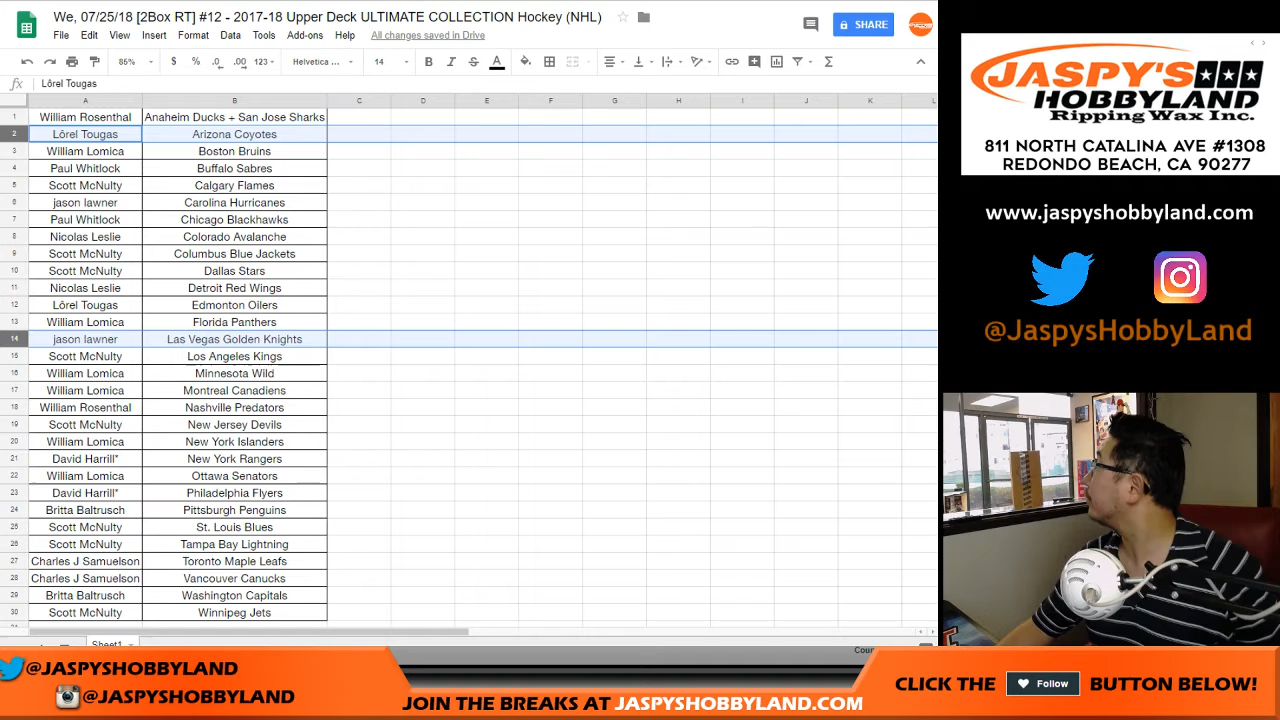 We, 07/25/18 [2Box RT] #12 - 2017-18 Upper Deck ULTIMATE COLLECTION Hockey (NHL)
SHARE
File Edit View Insert Format Data Tools Add-ons Help All changes saved in Drive
85% $ % .0 .00 123 Helvetica ... 14 B I S A
fx Lôrel Tougas
A B C D E F G H I J K L
1 William Rosenthal Anaheim Ducks + San Jose Sharks
2 Lôrel Tougas Arizona Coyotes
3 William Lomica Boston Bruins
4 Paul Whitlock Buffalo Sabres
5 Scott McNulty Calgary Flames
6 jason lawner Carolina Hurricanes
7 Paul Whitlock Chicago Blackhawks
8 Nicolas Leslie Colorado Avalanche
9 Scott McNulty Columbus Blue Jackets
10 Scott McNulty Dallas Stars
11 Nicolas Leslie Detroit Red Wings
12 Lôrel Tougas Edmonton Oilers
13 William Lomica Florida Panthers
14 jason lawner Las Vegas Golden Knights
15 Scott McNulty Los Angeles Kings
16 William Lomica Minnesota Wild
17 William Lomica Montreal Canadiens
18 William Rosenthal Nashville Predators
19 Scott McNulty New Jersey Devils
20 William Lomica New York Islanders
21 David Harrill* New York Rangers
22 William Lomica Ottawa Senators
23 David Harrill* Philadelphia Flyers
24 Britta Baltrusch Pittsburgh Penguins
25 Scott McNulty St. Louis Blues
26 Scott McNulty Tampa Bay Lightning
27 Charles J Samuelson Toronto Maple Leafs
28 Charles J Samuelson Vancouver Canucks
29 Britta Baltrusch Washington Capitals
30 Scott McNulty Winnipeg Jets
Sheet1
JASPY'S
HOBBYLAND
Ripping Wax Inc.
811 NORTH CATALINA AVE #1308
REDONDO BEACH, CA 90277
www.jaspyshobbyland.com
@JaspysHobbyLand
@JASPYSHOBBYLAND
@JASPYSHOBBYLAND
JOIN THE BREAKS AT JASPYSHOBBYLAND.COM
CLICK THE Follow BUTTON BELOW!